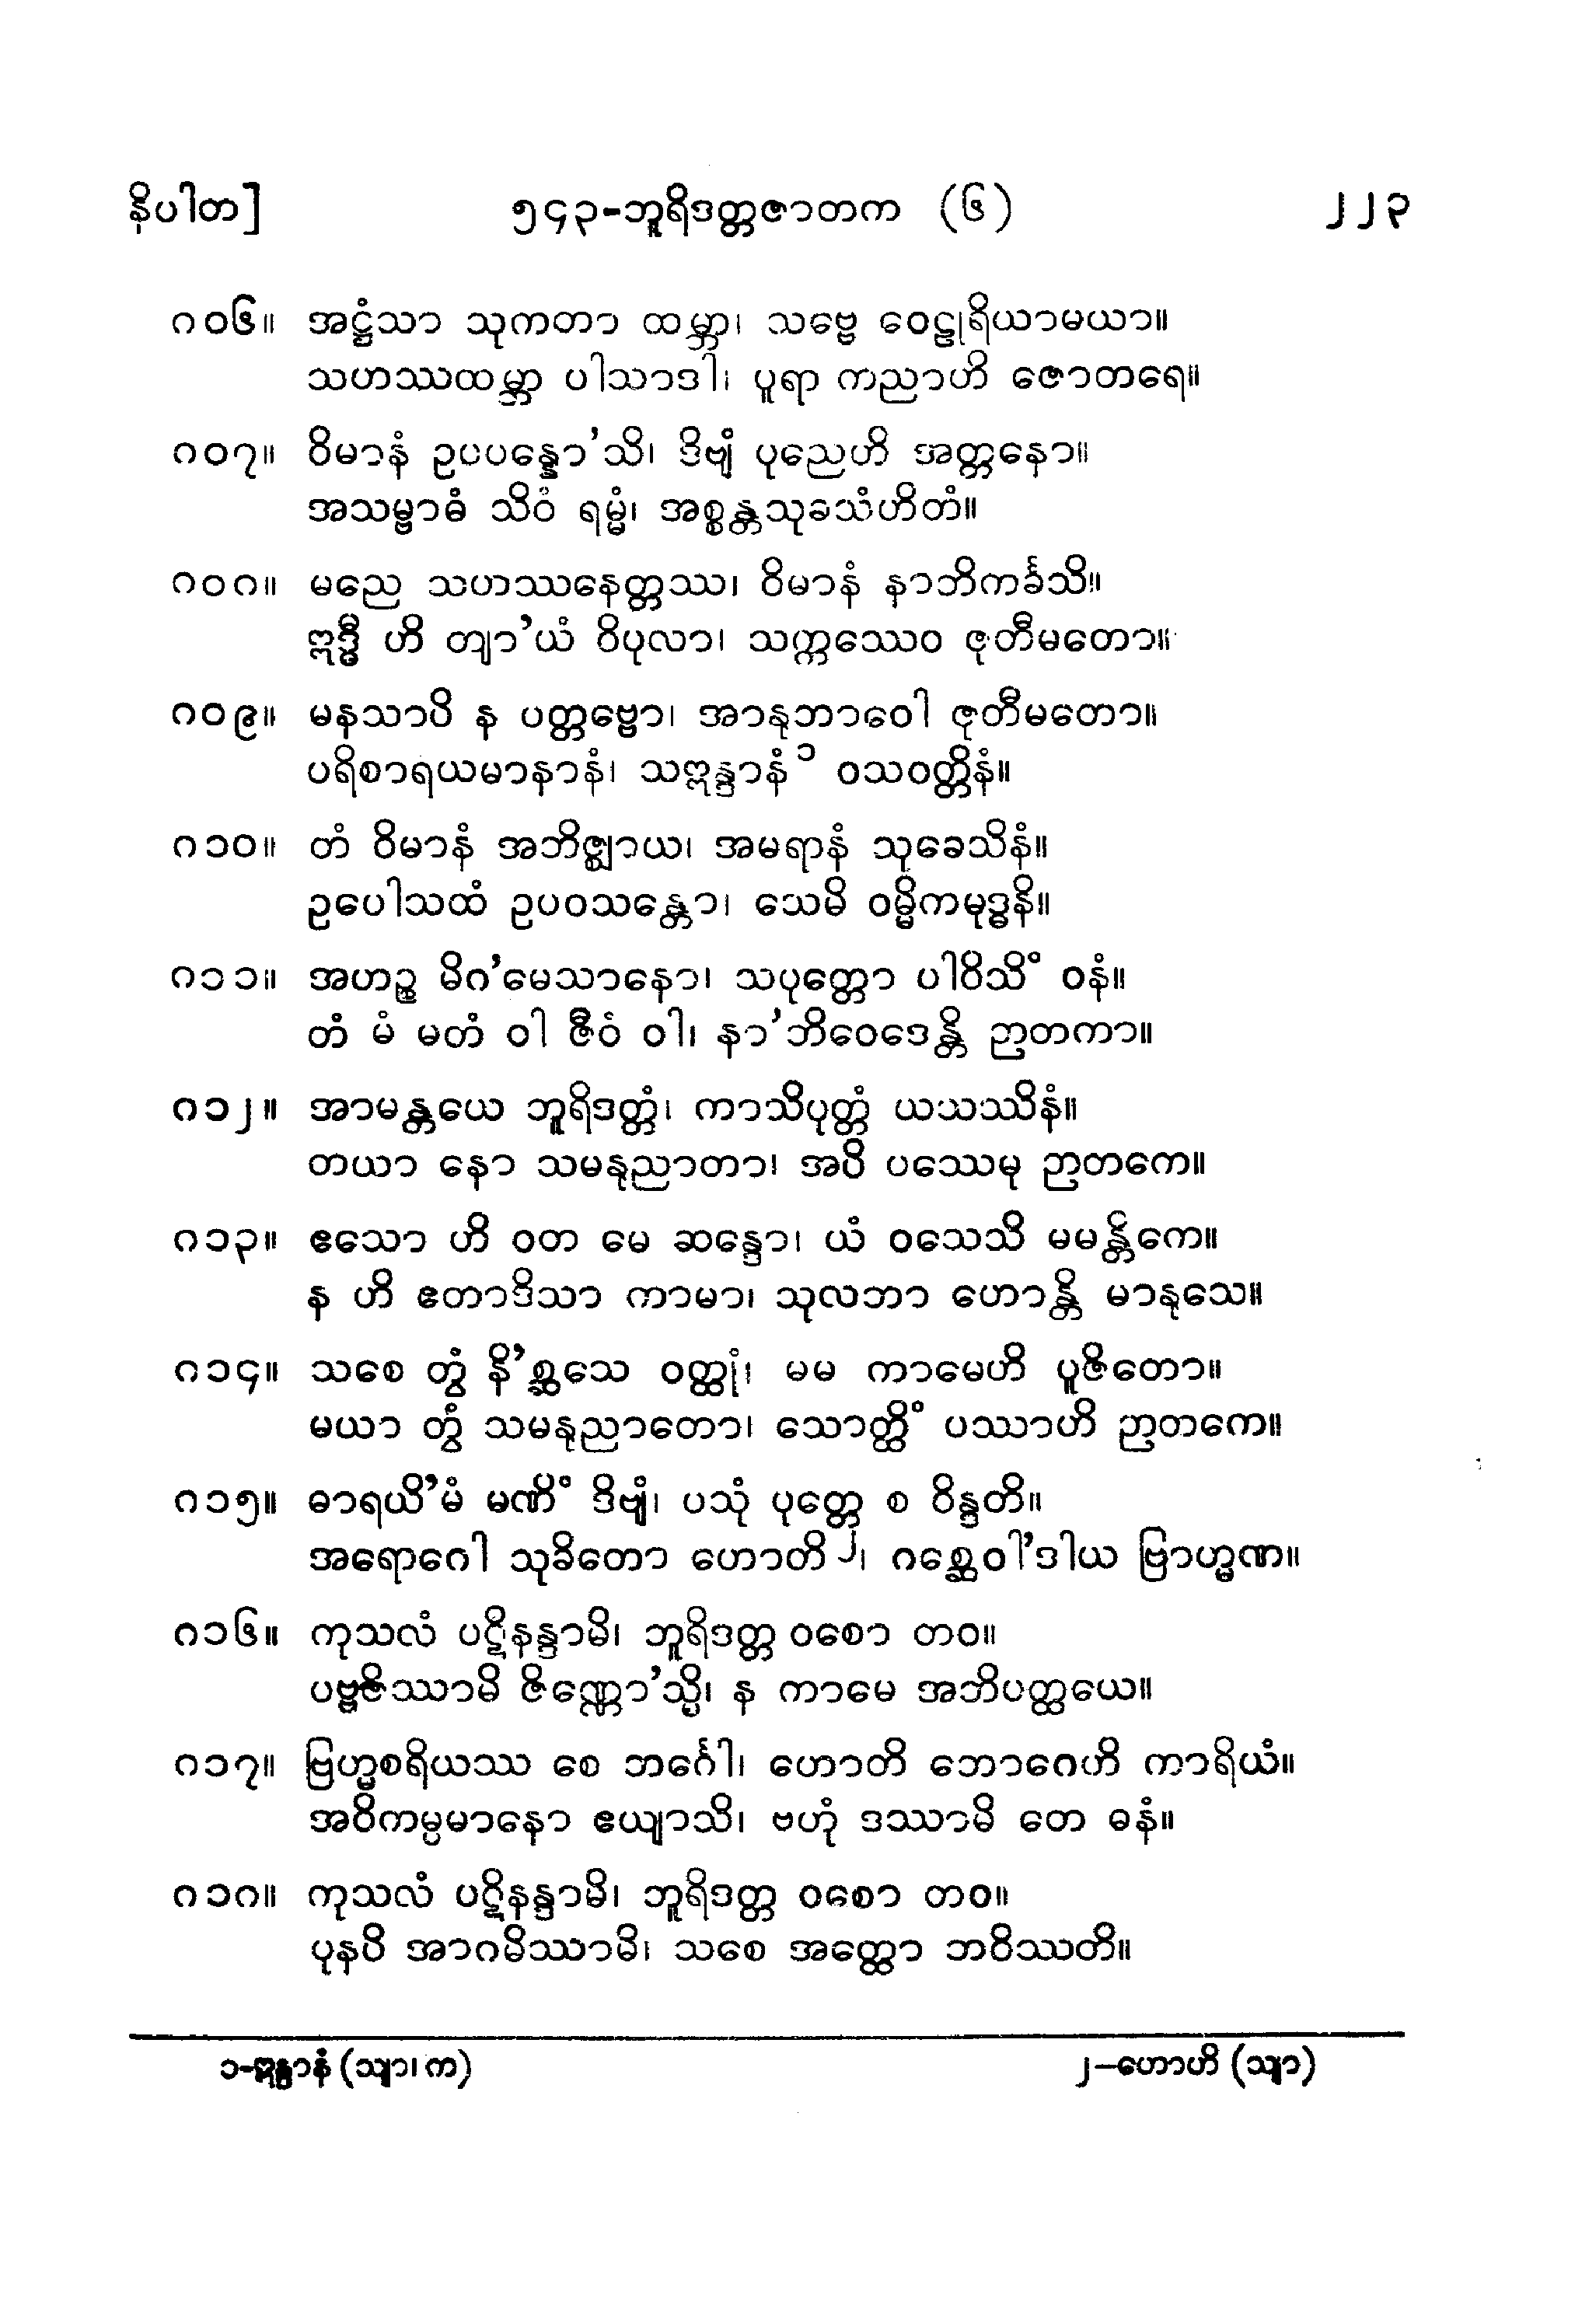 နိပါတ]
၅၄၃-ဘူရိဒတ္တဇာတက (၆)
၂၂၃
၈၀၆။ အဋ္ဌံသာ သုကတာ ထမ္ဘာ၊ သဗ္ဗေ ဝေဠုရိယာမယာ။
သဟဿထမ္ဘာ ပါသာဒါ၊ ပူရာ ကညာဟိ ဇောတရေ။
၈၀၇။ ဝိမာနံ ဥပပန္နော’သိ၊ ဒိဗျံ ပုညေဟိ အတ္တနော။
အသမ္ဗာဓံ သိဝံ ရမ္မံ၊ အစ္စန္တသုခသံဟိတံ။
၈၀၈။ မညေ သဟဿနေတ္တဿ၊ ဝိမာနံ နာဘိကင်္ခသိ။
ဣဒ္ဓီ ဟိ တျာ’ယံ ဝိပုလာ၊ သက္ကဿေဝ ဇုတီမတော။
၈၀၉။ မနသာပိ န ပတ္တဗ္ဗော၊ အာနုဘာဝေါ ဇုတီမတော။
ပရိစာရယမာနာနံ၊ သဣန္ဒာနံ ၁ ဝသဝတ္တိနံ။
၈၁၀။ တံ ဝိမာနံ အဘိဇ္ဈာယ၊ အမရာနံ သုခေသိနံ။
ဥပေါသထံ ဥပဝသန္တော၊ သေမိ ဝမ္မိကမုဒ္ဓနိ။
၈၁၁။ အဟဉ္စ မိဂ’မေသာနော၊ သပုတ္တော ပါဝိသိံ ဝနံ။
တံ မံ မတံ ဝါ ဇီဝံ ဝါ၊ နာ’ဘိဝေဒေန္တိ ဉာတကာ။
၈၁၂။ အာမန္တယေ ဘူရိဒတ္တံ၊ ကာသိပုတ္တံ ယသဿိနံ။
တယာ နော သမနုညာတာ၊ အပိ ပဿေမု ဉာတကေ။
၈၁၃။ ဧသော ဟိ ဝတ မေ ဆန္ဒော၊ ယံ ဝသေသိ မမန္တိကေ။
န ဟိ ဧတာဒိသာ ကာမာ၊ သုလဘာ ဟောန္တိ မာနုသေ။
၈၁၄။ သစေ တွံ နိ’စ္ဆသေ ဝတ္ထုံ၊ မမ ကာမေဟိ ပူဇိတော။
မယာ တွံ သမနုညာတော၊ သောတ္ထိံ ပဿာဟိ ဉာတကေ။
၈၁၅။ ဓာရယိ’မံ မဏိံ ဒိဗျံ၊ ပသုံ ပုတ္တေ စ ဝိန္ဒတိ။
အရောဂေါ သုခိတော ဟောတိ ၂၊ ဂစ္ဆေဝါ’ဒါယ ဗြာဟ္မဏ။
၈၁၆။ ကုသလံ ပဋိနန္ဒာမိ၊ ဘူရိဒတ္တ ဝစော တဝ။
ပဗ္ဗဇိဿာမိ ဇိဏ္ဏော’သ္မိ၊ န ကာမေ အဘိပတ္ထယေ။
၈၁၇။ ဗြဟ္မစရိယဿ စေ ဘင်္ဂေါ၊ ဟောတိ ဘောဂေဟိ ကာရိယံ။
အဝိကမ္ပမာနော ဧယျာသိ၊ ဗဟုံ ဒဿာမိ တေ ဓနံ။
၈၁၈။ ကုသလံ ပဋိနန္ဒာမိ၊ ဘူရိဒတ္တ ဝစော တဝ။
ပုနပိ အာဂမိဿာမိ၊ သစေ အတ္ထော ဘဝိဿတိ။
၁-ဣန္ဒာနံ (သျာ၊ က)
၂-ဟောဟိ (သျာ)